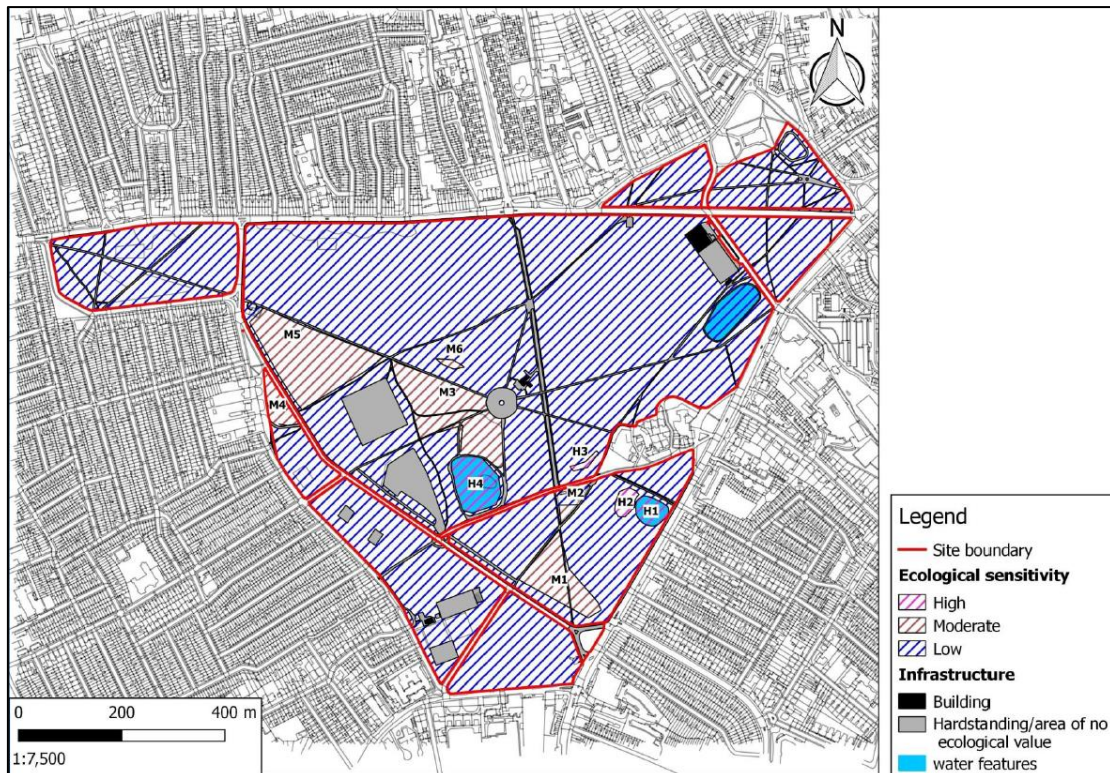 N
M5
M6
M3
M4
H3
H4
M2
H2
H1
M1
Legend
Site boundary
Ecological sensitivity
High
Moderate
Low
Infrastructure
Building
Hardstanding/area of no
ecological value
water features
0 200 400 m
1:7,500